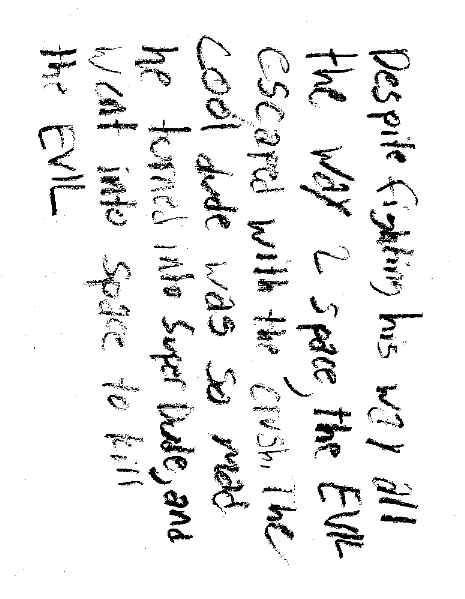 Despite fighting his way all
the way 2 space, the EVIL
escaped with the crush. The
cool dude was so mad
he turned into Super Dude, and
went into space to kill
the EVIL